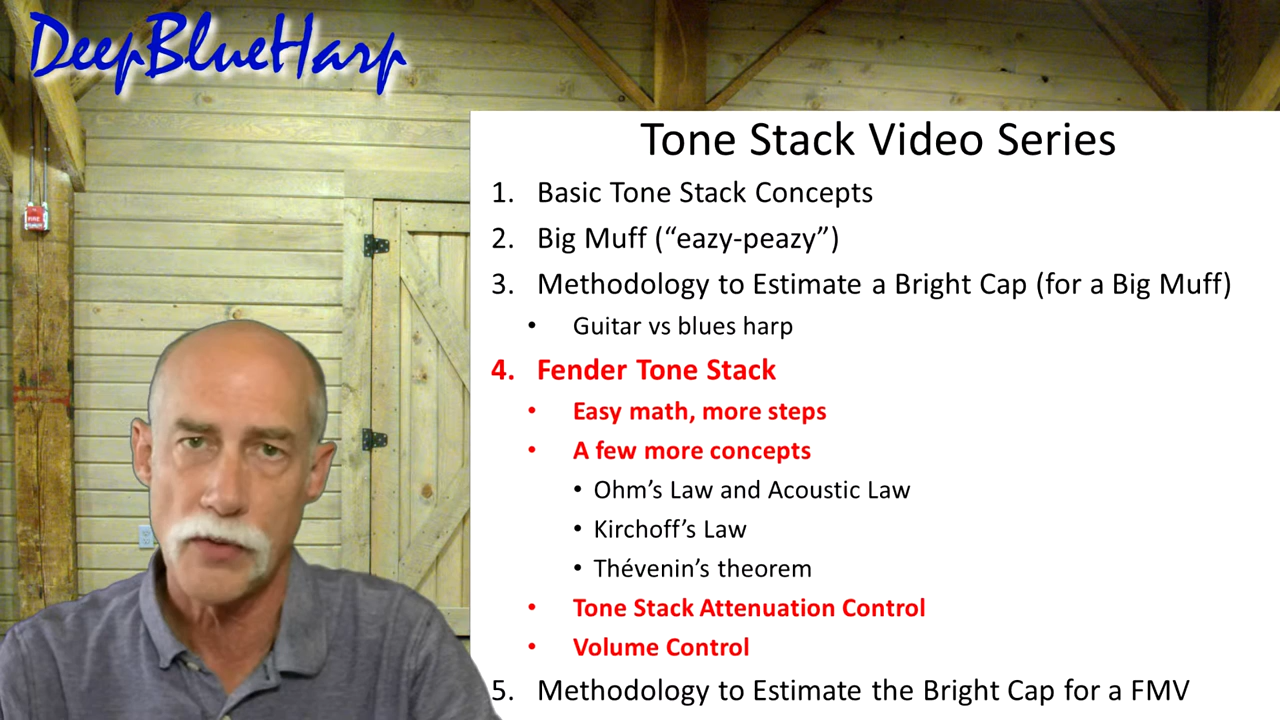 DeepBlueHarp
FIRE
Tone Stack Video Series
1. Basic Tone Stack Concepts
2. Big Muff (“eazy-peazy”)
3. Methodology to Estimate a Bright Cap (for a Big Muff)
• Guitar vs blues harp
4. Fender Tone Stack
• Easy math, more steps
• A few more concepts
• Ohm’s Law and Acoustic Law
• Kirchoff’s Law
• Thévenin’s theorem
• Tone Stack Attenuation Control
• Volume Control
5. Methodology to Estimate the Bright Cap for a FMV